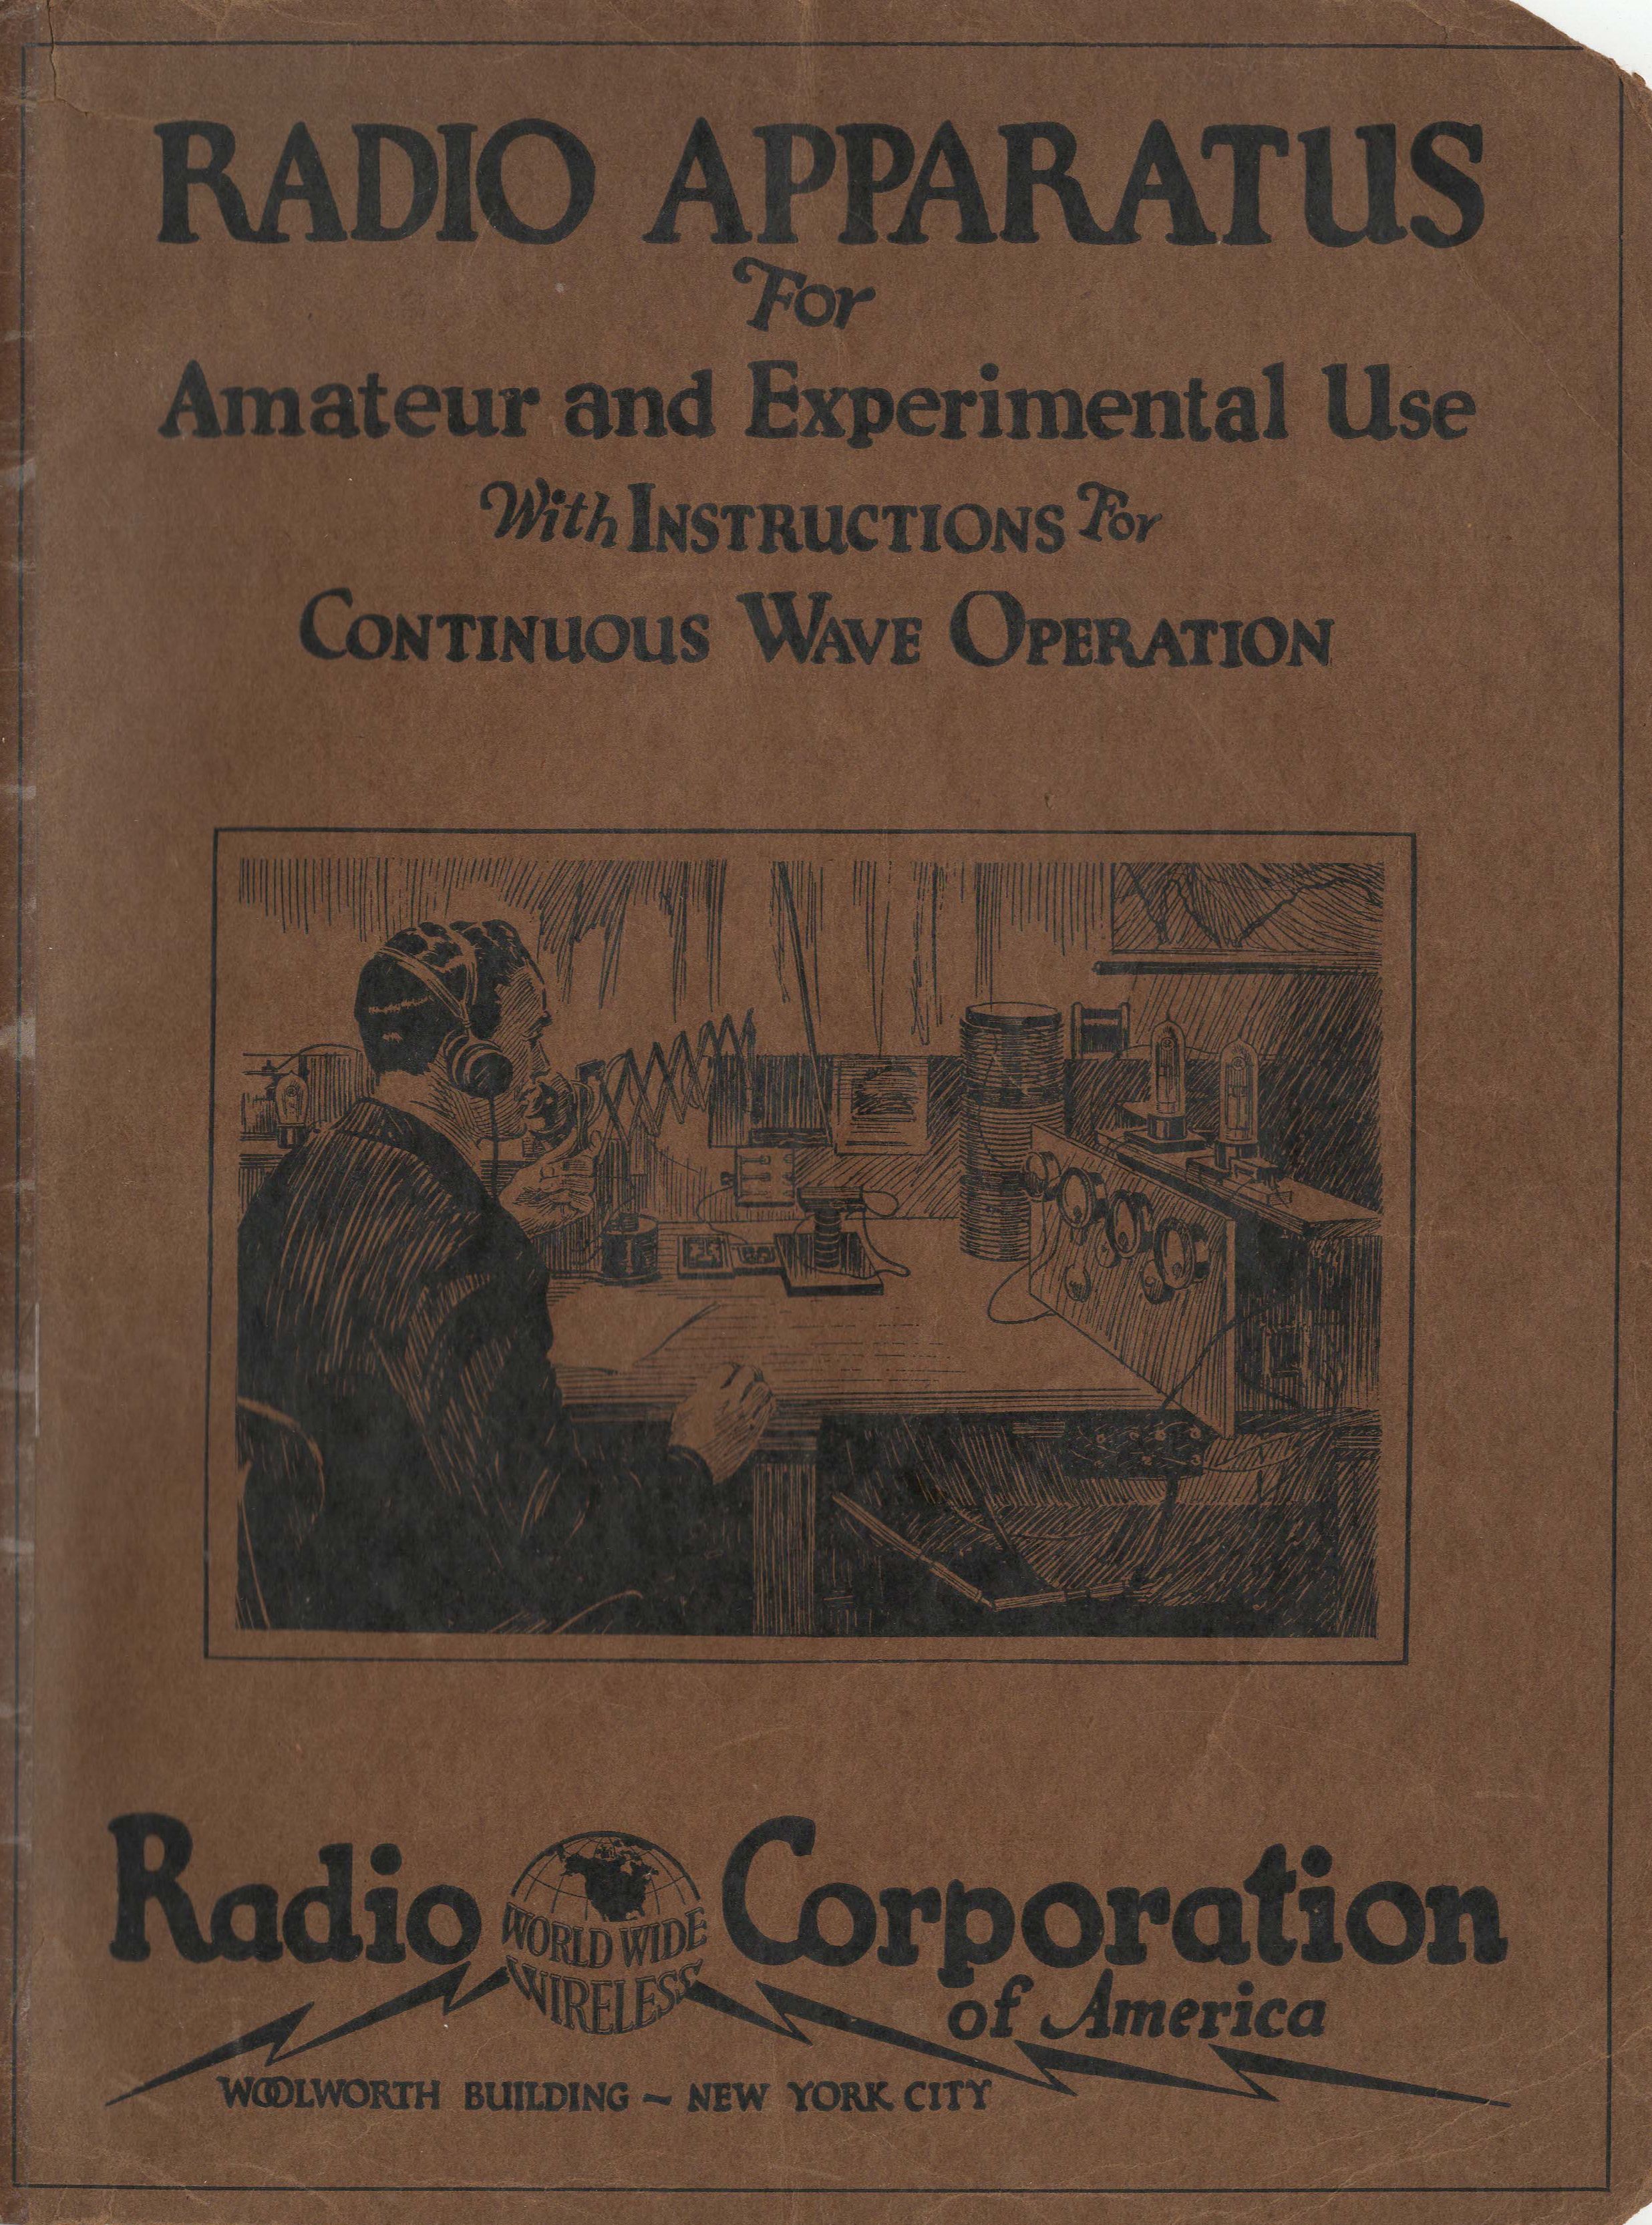 RADIO APPARATUS
For
Amateur and Experimental Use
With INSTRUCTIONS For
CONTINUOUS WAVE OPERATION
Radio Corporation
WORLD WIDE
WIRELESS
of America
WOOLWORTH BUILDING ~ NEW YORK CITY